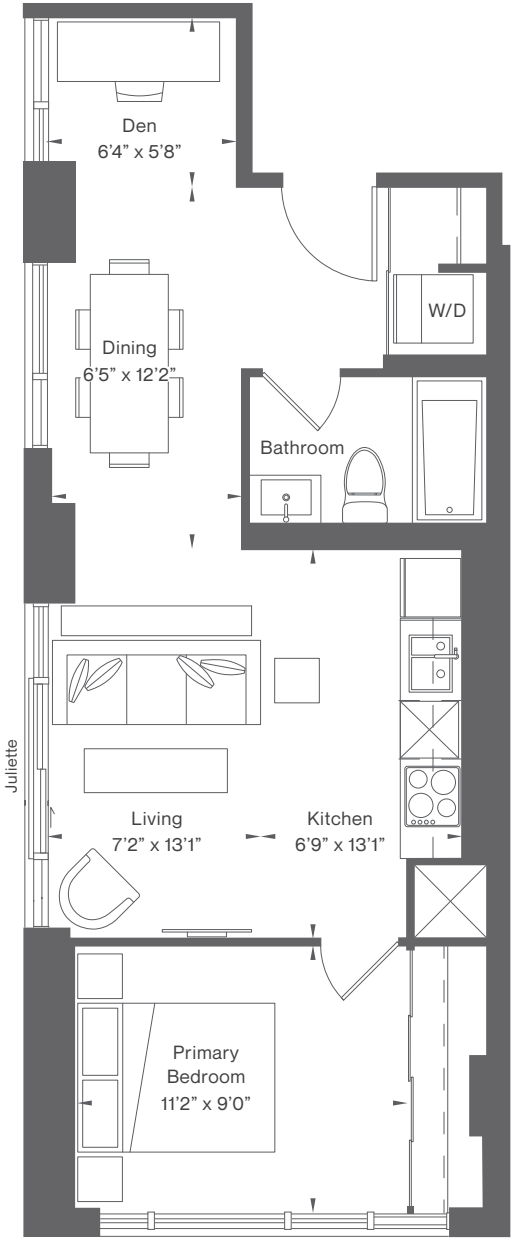 Den
6’4” x 5’8”
W/D
Dining
6’5” x 12’2”
Bathroom
Juliette
Living
7’2” x 13’1”
Kitchen
6’9” x 13’1”
Primary
Bedroom
11’2” x 9’0”